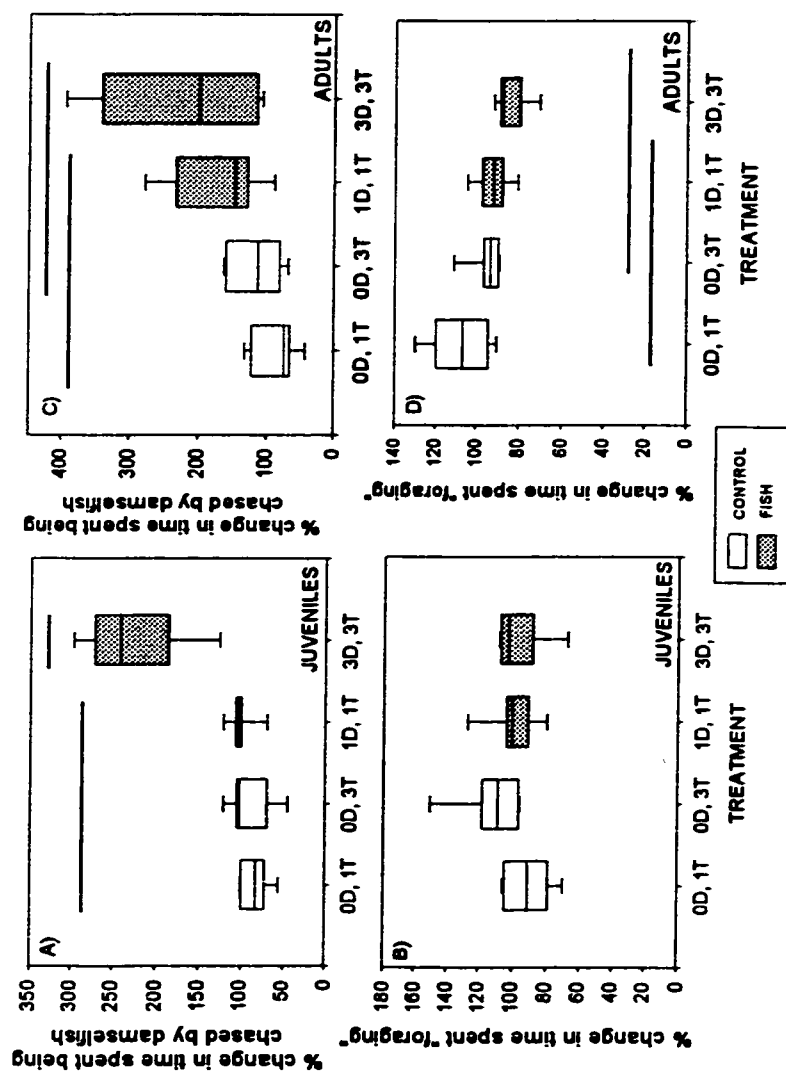 A)
% change in time spent being
chased by damselfish
350
300
250
200
150
100
50
0
JUVENILES
0D, 1T
0D, 3T
1D, 1T
3D, 3T
B)
% change in time spent "foraging"
180
160
140
120
100
80
60
40
20
0
JUVENILES
0D, 1T
0D, 3T
1D, 1T
3D, 3T
TREATMENT
C)
% change in time spent being
chased by damselfish
400
300
200
100
0
ADULTS
0D, 1T
0D, 3T
1D, 1T
3D, 3T
D)
% change in time spent "foraging"
140
120
100
80
60
40
20
0
ADULTS
0D, 1T
0D, 3T
1D, 1T
3D, 3T
TREATMENT
CONTROL
FISH